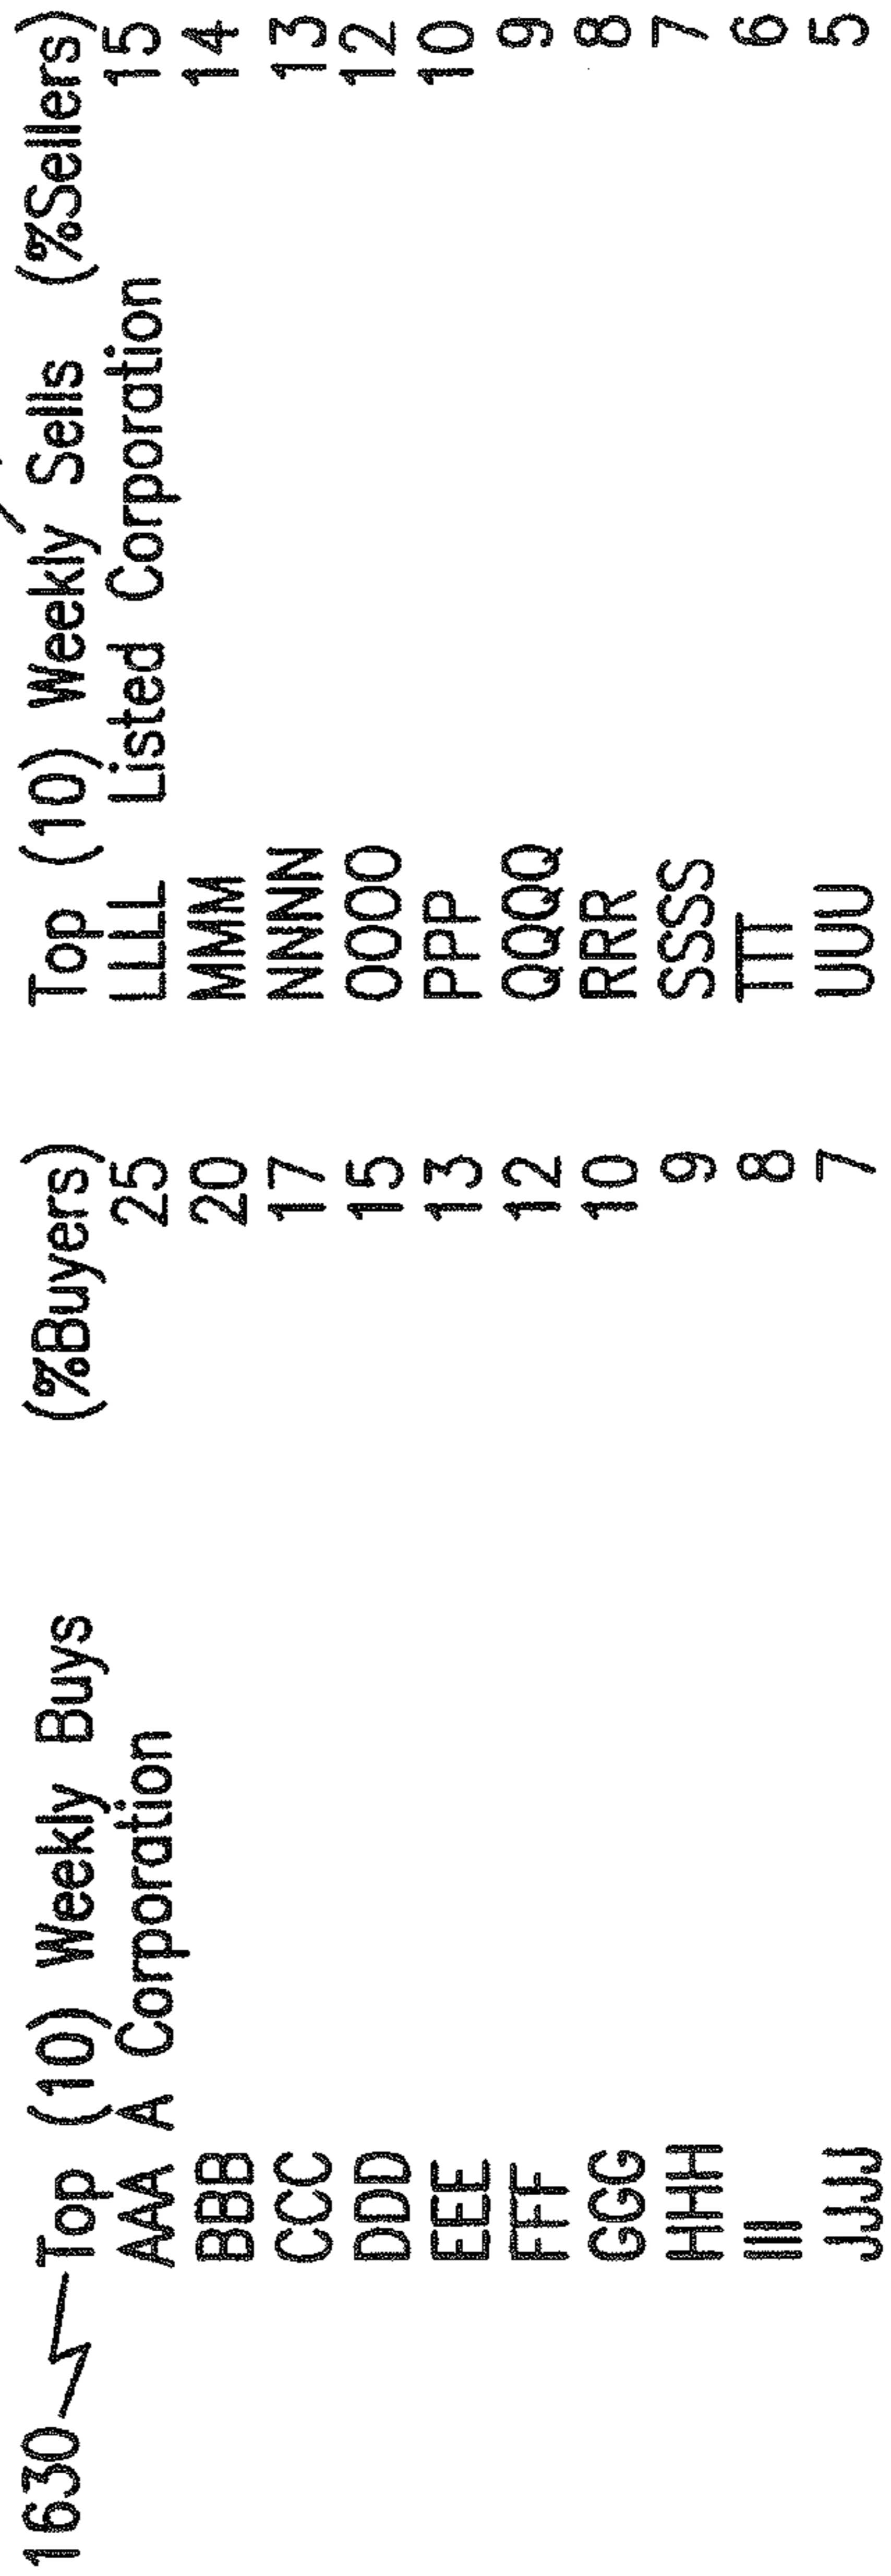 1630 Top (10) Weekly Buys (%Buyers) Top (10) Weekly Sells (%Sellers)
AAA A Corporation 25 LLLL Listed Corporation 15
BBB 20 MMM 14
CCC 17 NNNN 13
DDD 15 OOOO 12
EEE 13 PPP 10
FFF 12 QQQQ 9
GGG 10 RRR 8
HHH 9 SSSS 7
III 8 TTT 6
JJJJ 7 UUU 5